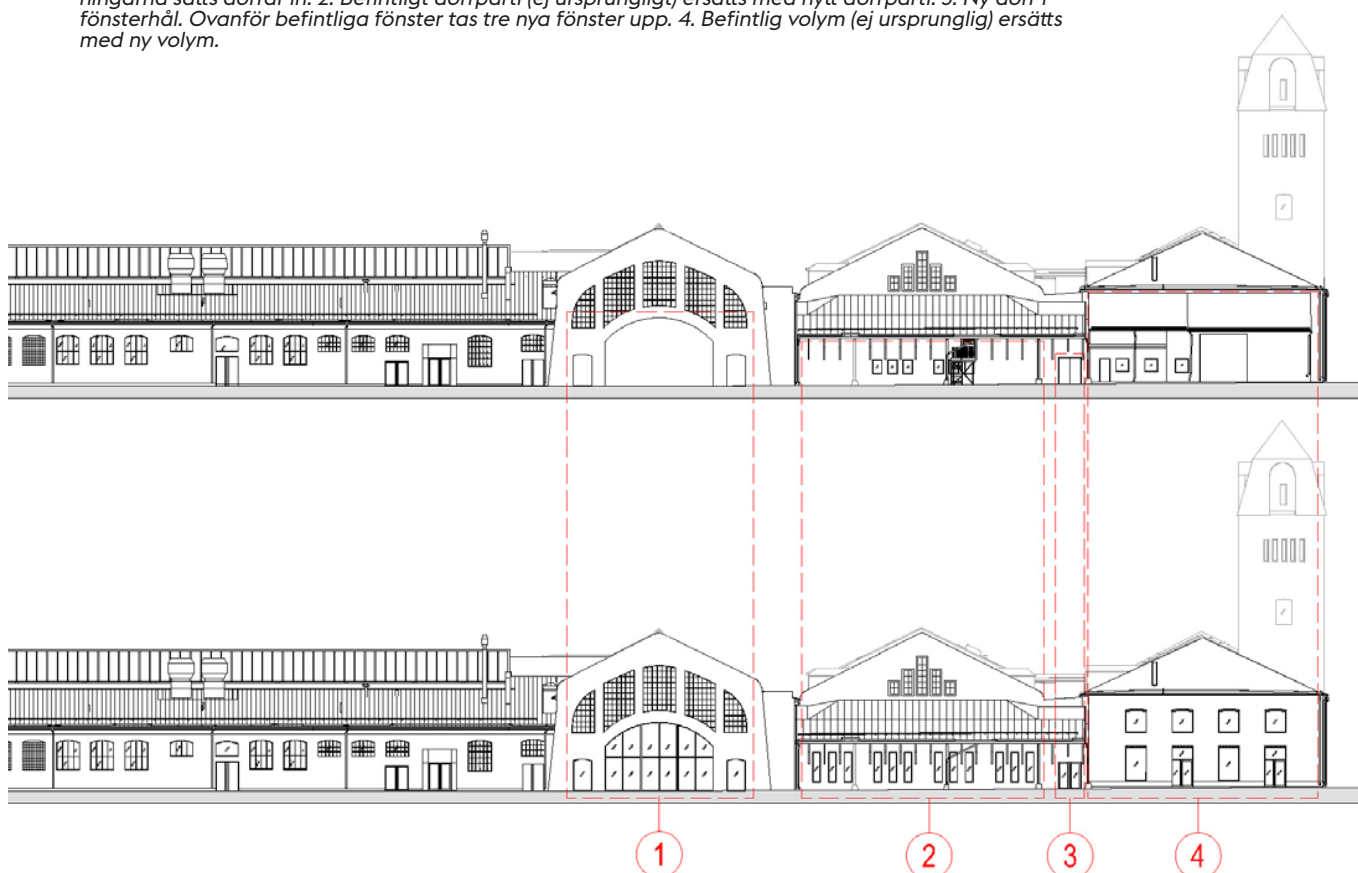 ningarna sätts dörrar in. 2. Befintligt dörrparti (ej ursprungligt) ersätts med nytt dörrparti. 3. Ny dörr i
fönsterhål. Ovanför befintliga fönster tas tre nya fönster upp. 4. Befintlig volym (ej ursprunglig) ersätts
med ny volym.
1 2 3 4